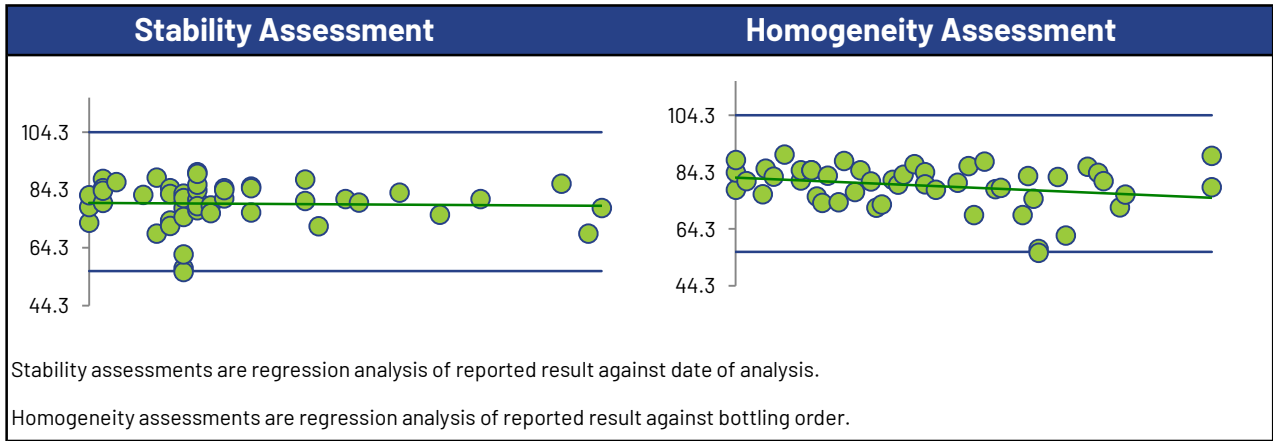 Stability Assessment
Homogeneity Assessment
104.3
84.3
64.3
44.3
104.3
84.3
64.3
44.3
Stability assessments are regression analysis of reported result against date of analysis.
Homogeneity assessments are regression analysis of reported result against bottling order.